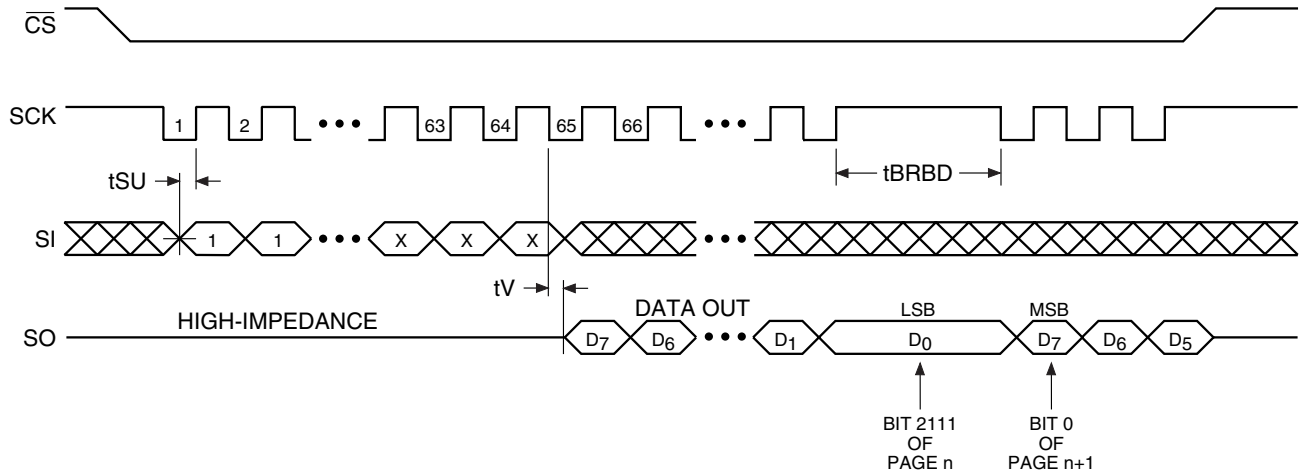 CS
SCK
1 2 ••• 63 64 65 66 •••
tSU
tBRBD
SI
1 1 ••• X X X •••
tV
HIGH-IMPEDANCE
DATA OUT
LSB
MSB
SO
D7 D6 ••• D1 D0 D7 D6 D5
BIT 2111
OF
PAGE n
BIT 0
OF
PAGE n+1